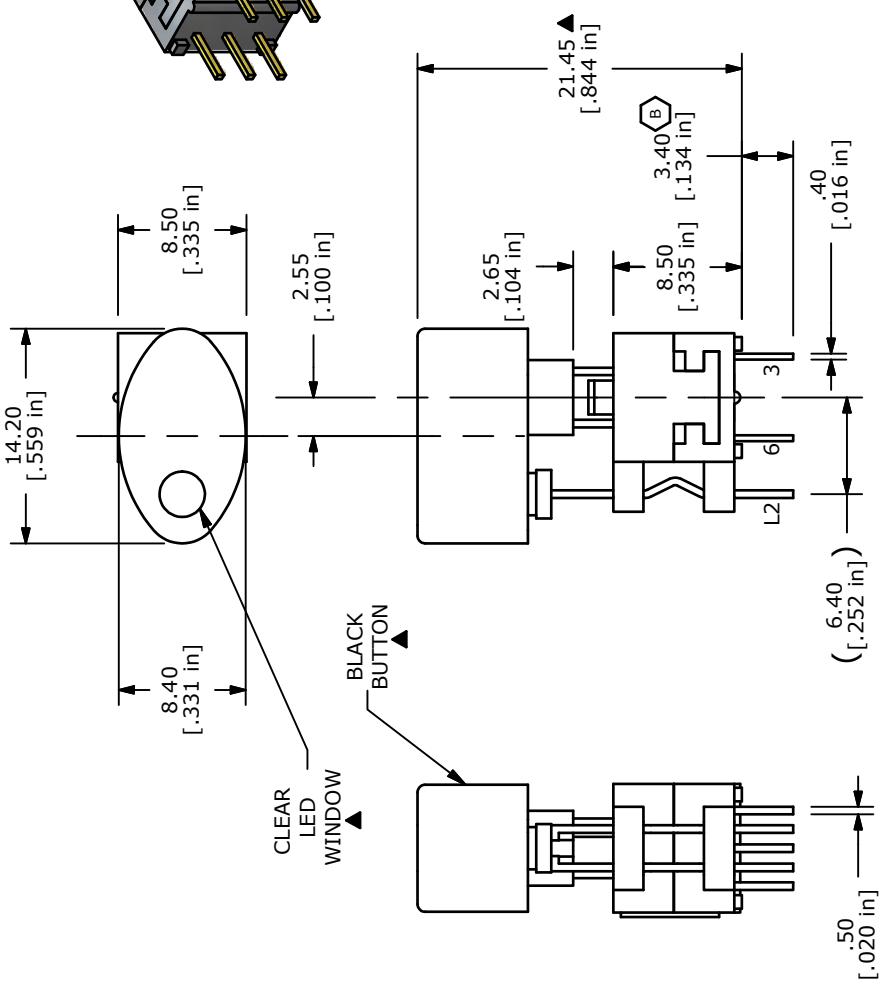 14.20
[.559 in]
8.50
[.335 in]
8.40
[.331 in]
2.55
[.100 in]
CLEAR
LED
WINDOW
BLACK
BUTTON
21.45
[.844 in]
B
3.40
[.134 in]
2.65
[.104 in]
8.50
[.335 in]
.40
[.016 in]
L2
6
3
( 6.40 )
[.252 in]
.50
[.020 in]